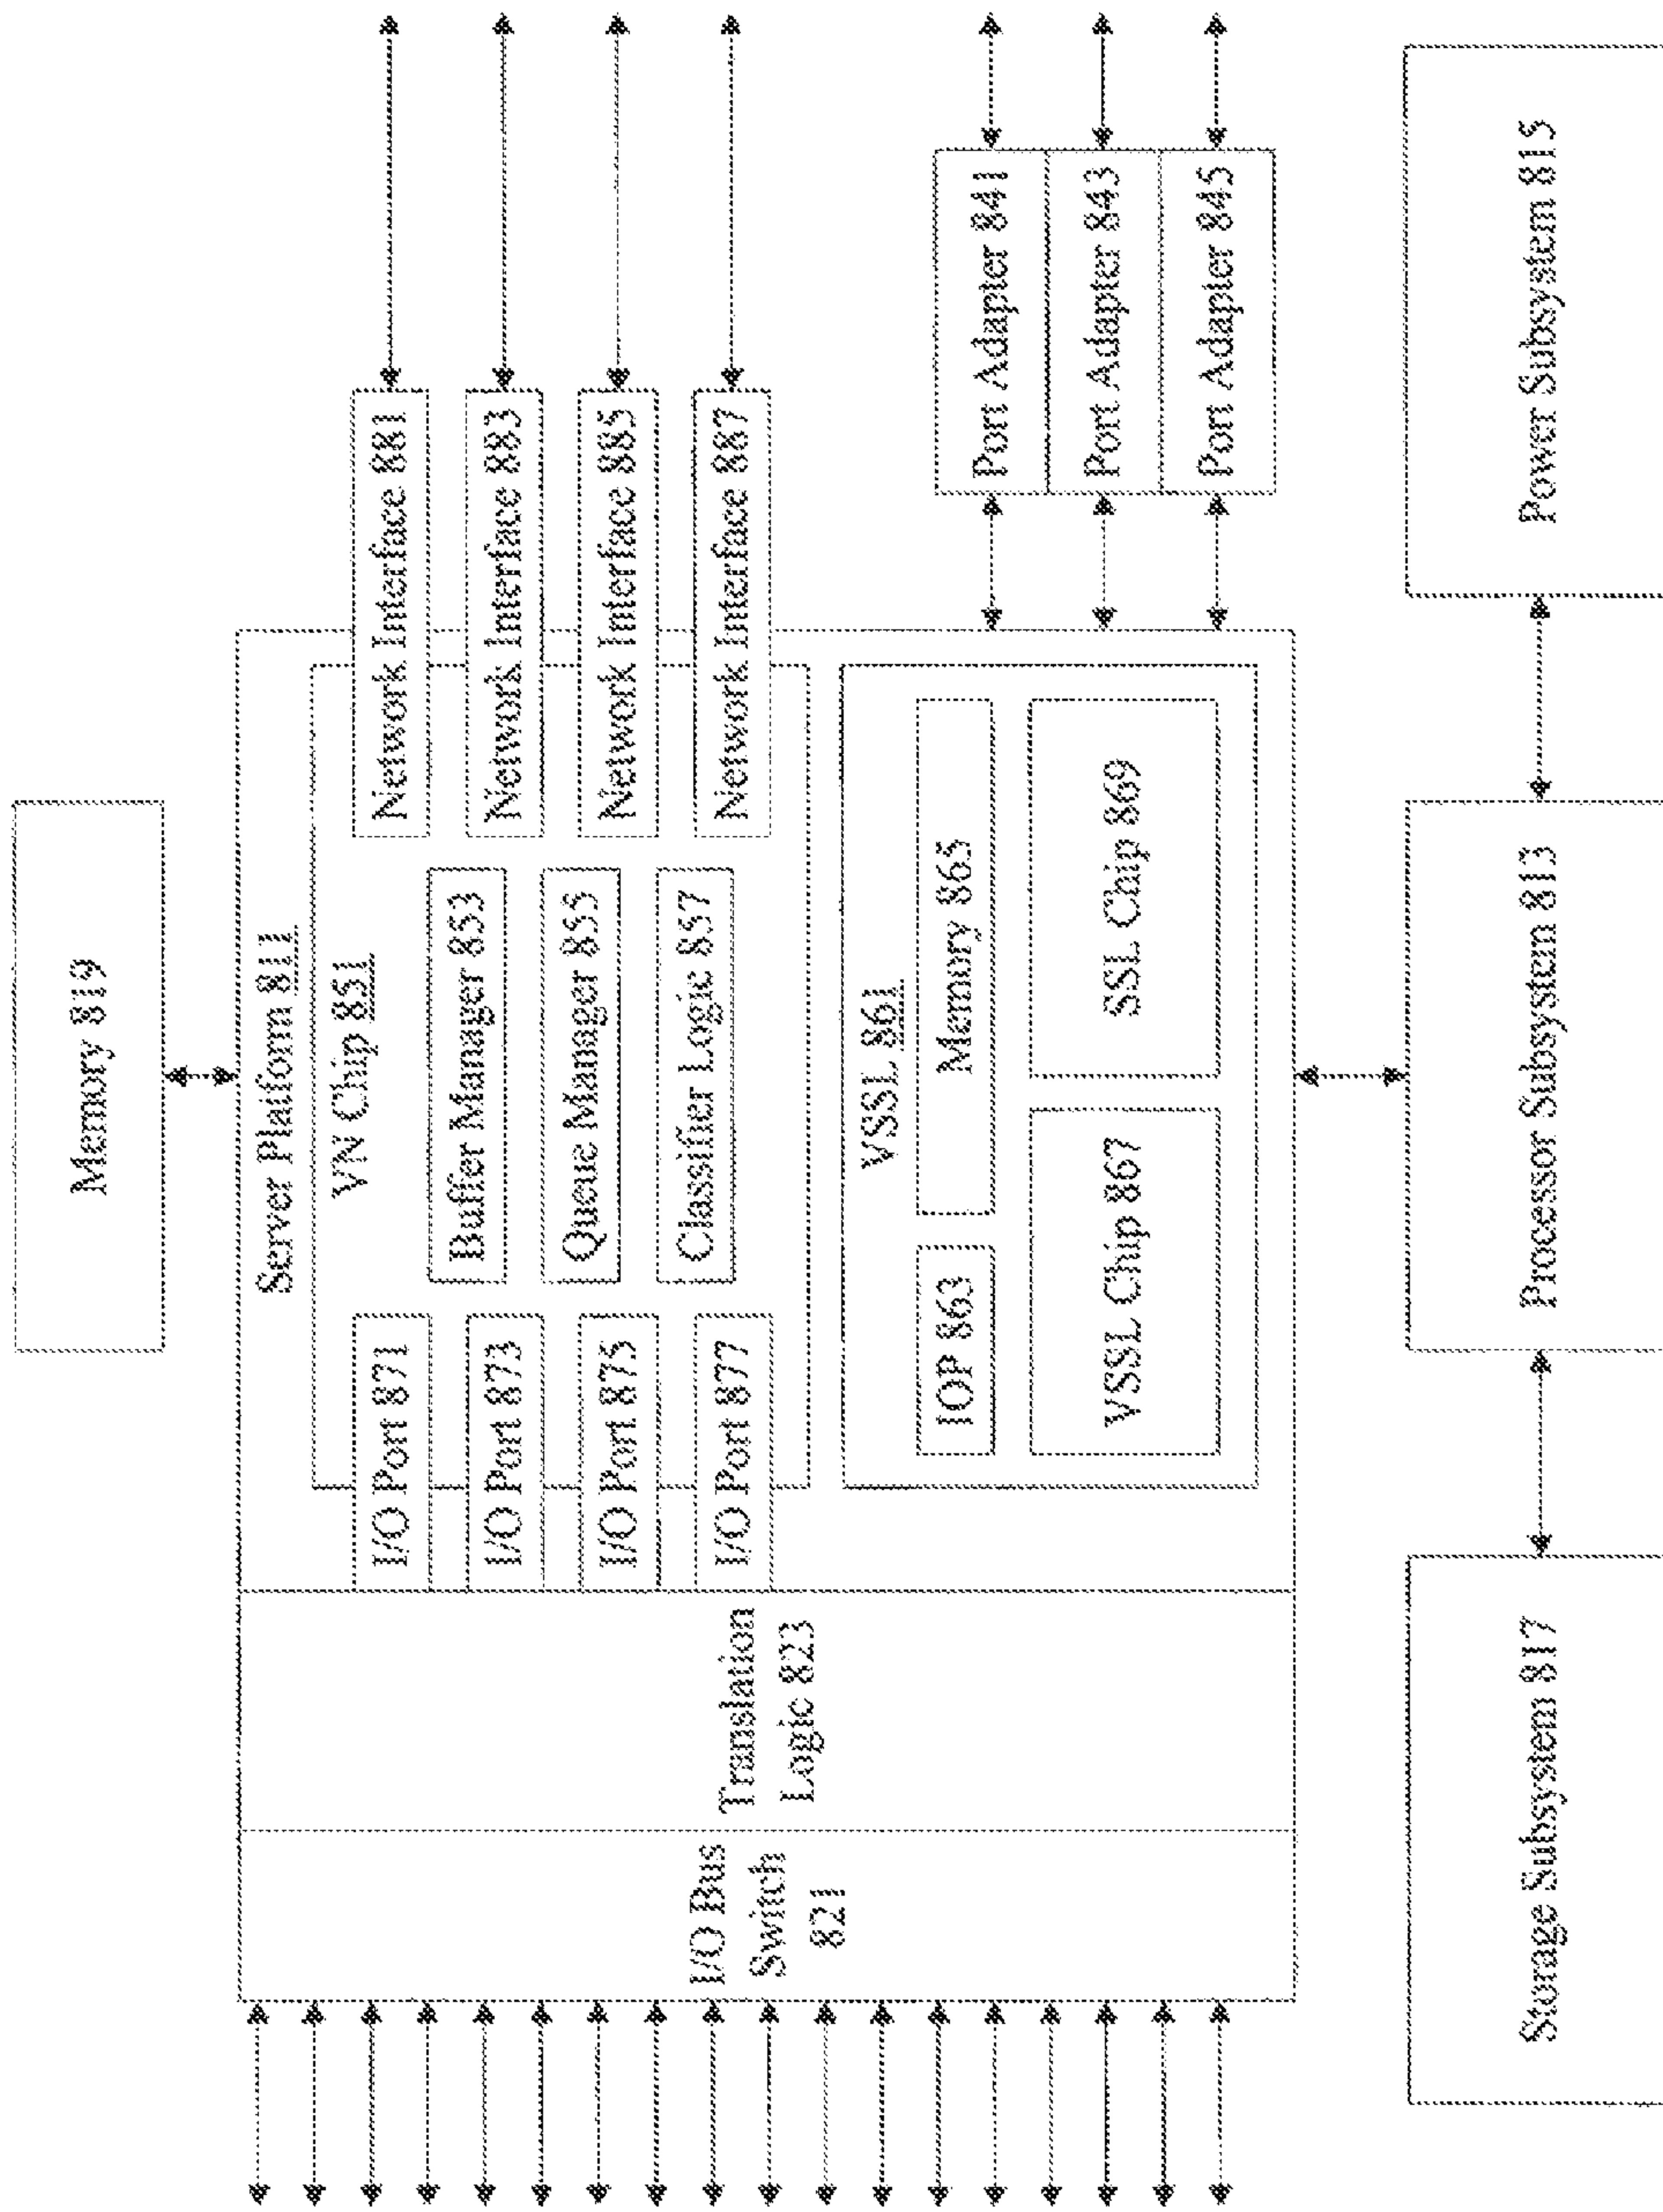 Memory 819
Server Platform 811
VN Chip 851
I/O Bus
Switch
821
Translation
Logic 823
I/O Port 871
I/O Port 873
I/O Port 875
I/O Port 877
Buffer Manager 853
Queue Manager 855
Classifier Logic 857
Network Interface 881
Network Interface 883
Network Interface 885
Network Interface 887
VSSL 861
IOP 863
Memory 865
VSSL Chip 867
SSL Chip 869
Port Adapter 841
Port Adapter 843
Port Adapter 845
Storage Subsystem 817
Processor Subsystem 813
Power Subsystem 815